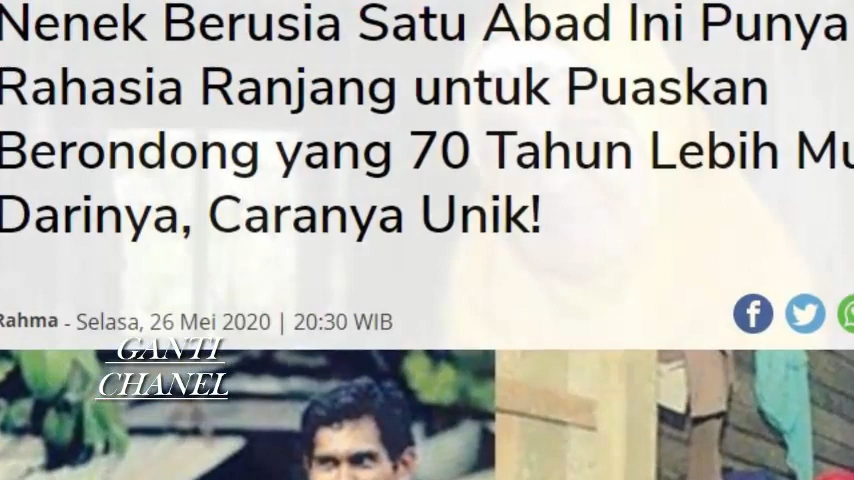 Nenek Berusia Satu Abad Ini Punya
Rahasia Ranjang untuk Puaskan
Berondong yang 70 Tahun Lebih Mu
Darinya, Caranya Unik!
Rahma - Selasa, 26 Mei 2020 | 20:30 WIB
GANTI
CHANEL